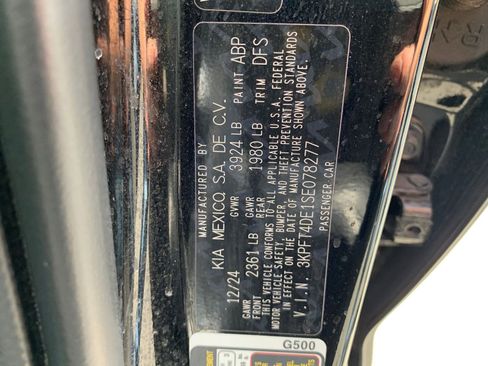 MANUFACTURED BY
KIA MEXICO S.A. DE C.V.
12/24 GVWR 3924 LB PAINT ABP
GAWR FRONT 2361 LB GAWR REAR 1980 LB TRIM DFS
THIS VEHICLE CONFORMS TO ALL APPLICABLE U.S.A. FEDERAL
MOTOR VEHICLE SAFETY, BUMPER, AND THEFT PREVENTION STANDARDS
IN EFFECT ON THE DATE OF MANUFACTURE SHOWN ABOVE.
V.I.N. 3KPFT4DE1SE078277
PASSENGER CAR
G500